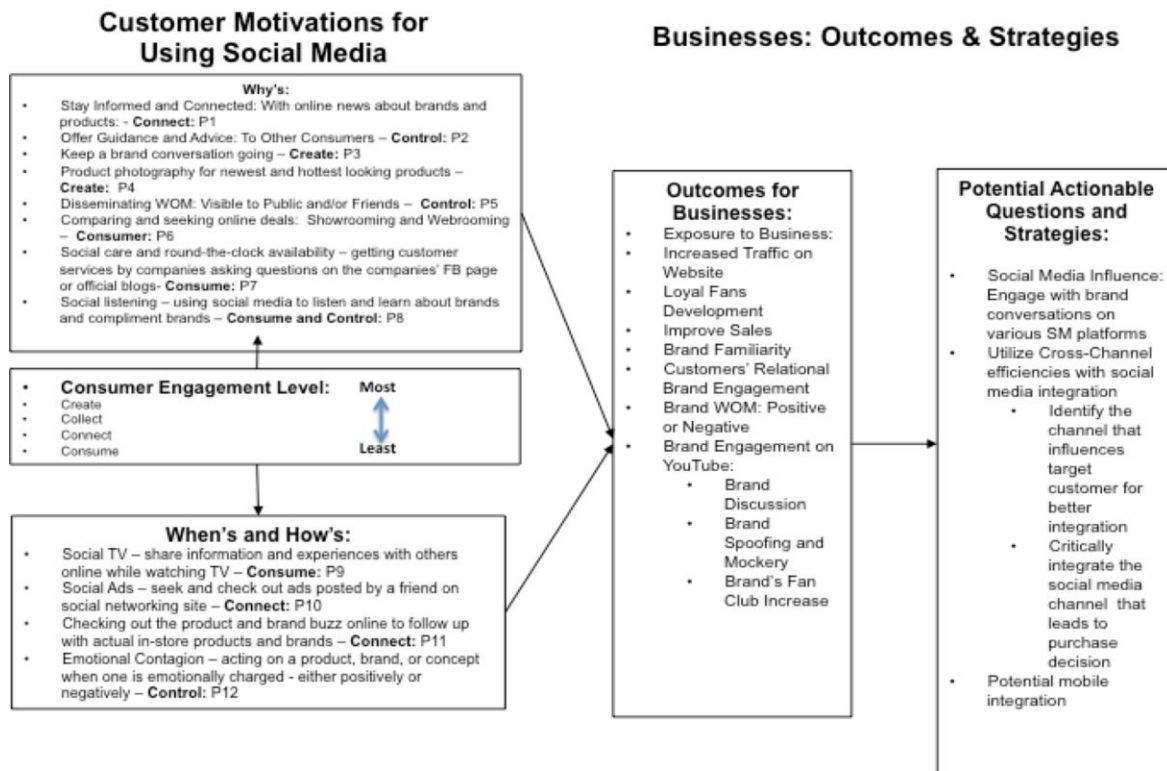 Customer Motivations for
Using Social Media
Businesses: Outcomes & Strategies
Why's:
• Stay Informed and Connected: With online news about brands and
products: - Connect: P1
• Offer Guidance and Advice: To Other Consumers – Control: P2
• Keep a brand conversation going – Create: P3
• Product photography for newest and hottest looking products –
Create: P4
• Disseminating WOM: Visible to Public and/or Friends – Control: P5
• Comparing and seeking online deals: Showrooming and Webrooming
– Consumer: P6
• Social care and round-the-clock availability – getting customer
services by companies asking questions on the companies' FB page
or official blogs- Consume: P7
• Social listening – using social media to listen and learn about brands
and compliment brands – Consume and Control: P8
• Consumer Engagement Level: Most
• Create
• Collect
• Connect
• Consume Least
When's and How's:
• Social TV – share information and experiences with others
online while watching TV – Consume: P9
• Social Ads – seek and check out ads posted by a friend on
social networking site – Connect: P10
• Checking out the product and brand buzz online to follow up
with actual in-store products and brands – Connect: P11
• Emotional Contagion – acting on a product, brand, or concept
when one is emotionally charged - either positively or
negatively – Control: P12
Outcomes for
Businesses:
• Exposure to Business:
• Increased Traffic on
Website
• Loyal Fans
Development
• Improve Sales
• Brand Familiarity
• Customers' Relational
Brand Engagement
• Brand WOM: Positive
or Negative
• Brand Engagement on
YouTube:
• Brand
Discussion
• Brand
Spoofing and
Mockery
• Brand's Fan
Club Increase
Potential Actionable
Questions and
Strategies:
• Social Media Influence:
Engage with brand
conversations on
various SM platforms
• Utilize Cross-Channel
efficiencies with social
media integration
• Identify the
channel that
influences
target
customer for
better
integration
• Critically
integrate the
social media
channel that
leads to
purchase
decision
• Potential mobile
integration